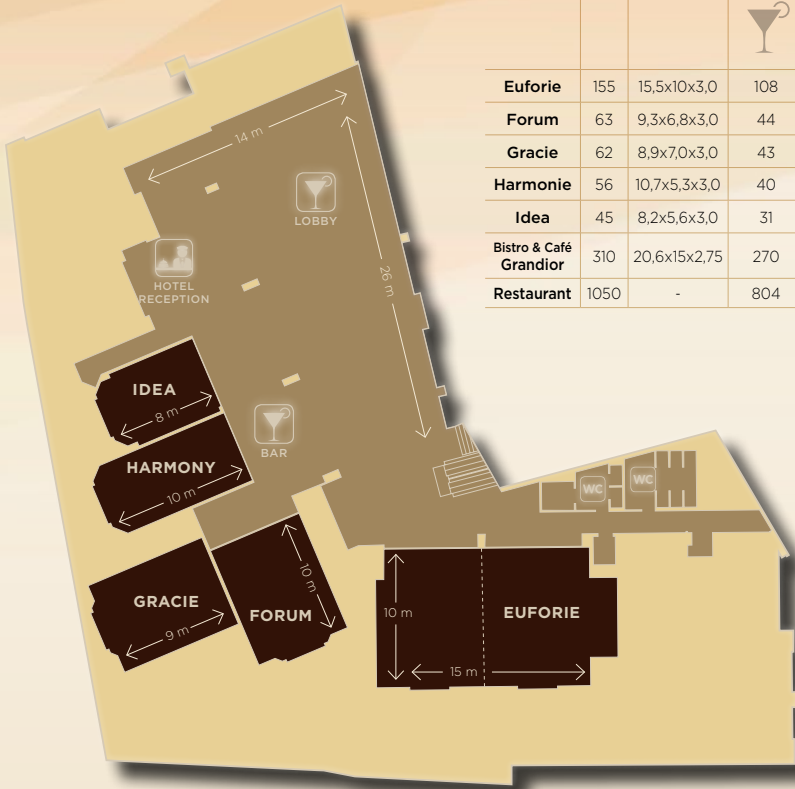 Euforie 155 15,5x10x3,0 108
Forum 63 9,3x6,8x3,0 44
Gracie 62 8,9x7,0x3,0 43
Harmonie 56 10,7x5,3x3,0 40
Idea 45 8,2x5,6x3,0 31
Bistro & Café
Grandior 310 20,6x15x2,75 270
Restaurant 1050 - 804
14 m
LOBBY
26 m
HOTEL
RECEPTION
IDEA
8 m
BAR
HARMONY
10 m
WC
WC
GRACIE
9 m
10 m
FORUM
10 m
EUFORIE
15 m